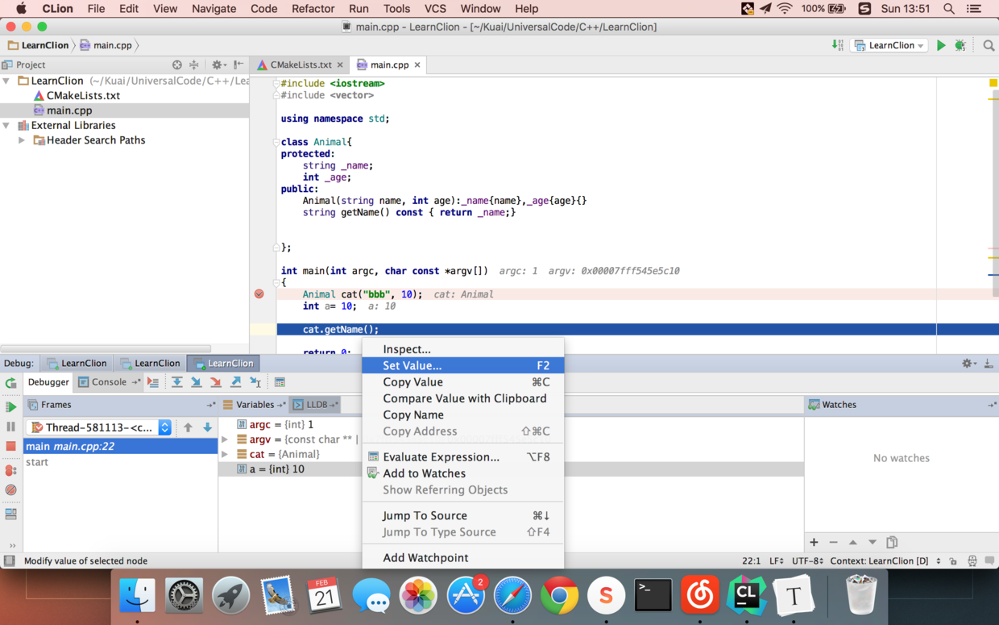 CLion File Edit View Navigate Code Refactor Run Tools VCS Window Help 100% Sun 13:51
main.cpp - LearnClion - [~/Kuai/UniversalCode/C++/LearnClion]
LearnClion main.cpp LearnClion
Project CMakeLists.txt main.cpp
LearnClion (~/Kuai/UniversalCode/C++/Lea
CMakeLists.txt
main.cpp
External Libraries
Header Search Paths
#include <iostream>
#include <vector>
using namespace std;
class Animal{
protected:
string _name;
int _age;
public:
Animal(string name, int age):_name{name},_age{age}{}
string getName() const { return _name;}
};
int main(int argc, char const *argv[]) argc: 1 argv: 0x00007fff545e5c10
{
Animal cat("bbb", 10); cat: Animal
int a= 10; a: 10
cat.getName();
return 0;
Debug: LearnClion LearnClion LearnClion
Debugger Console
Frames Variables LLDB Watches
Thread-581113-<c...
main main.cpp:22
start
argc = {int} 1
argv = {const char ** |
cat = {Animal}
a = {int} 10
Inspect...
Set Value... F2
Copy Value ⌘C
Compare Value with Clipboard
Copy Name
Copy Address ⇧⌘C
Evaluate Expression... ⌥F8
Add to Watches
Show Referring Objects
Jump To Source ⌘↓
Jump To Type Source ⇧F4
Add Watchpoint
No watches
Modify value of selected node 22:1 LF÷ UTF-8÷ Context: LearnClion [D]
FEB
21
2
S
>_
CL
T